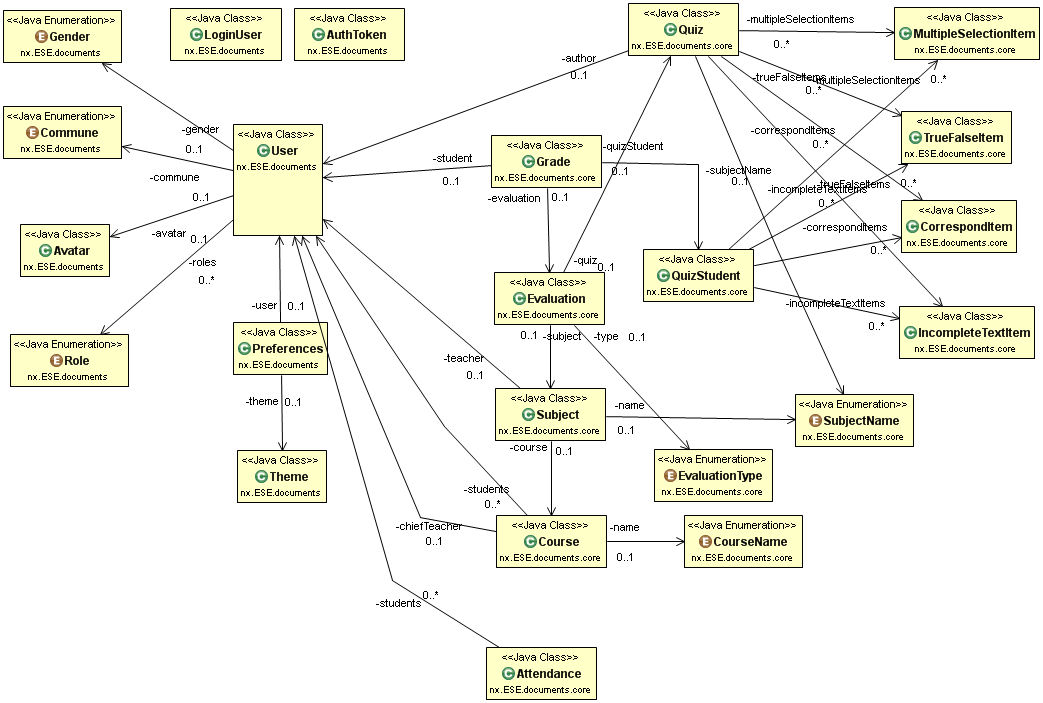 <<Java Enumeration>>
Gender
nx.ESE.documents
<<Java Class>>
LoginUser
nx.ESE.documents
<<Java Class>>
AuthToken
nx.ESE.documents
<<Java Class>>
Quiz
nx.ESE.documents.core
-multipleSelectionItems
0..*
<<Java Class>>
MultipleSelectionItem
nx.ESE.documents.core
-author
0..1
-trueFalseItems
0..*
-multipleSelectionItems
0..*
<<Java Enumeration>>
Commune
nx.ESE.documents
-gender
0..1
<<Java Class>>
User
nx.ESE.documents
<<Java Class>>
Grade
nx.ESE.documents.core
-student
0..1
-quizStudent
0..1
-correspondItems
0..*
<<Java Class>>
TrueFalseItem
nx.ESE.documents.core
-commune
0..1
-evaluation
0..1
-subjectName
0..1
-incompleteTextItems
0..*
-trueFalseItems
0..*
<<Java Class>>
Avatar
nx.ESE.documents
-avatar
0..1
-roles
0..*
-correspondItems
0..*
<<Java Class>>
CorrespondItem
nx.ESE.documents.core
-quiz
0..1
<<Java Class>>
QuizStudent
nx.ESE.documents.core
<<Java Class>>
Evaluation
nx.ESE.documents.core
-incompleteTextItems
0..*
<<Java Class>>
IncompleteTextItem
nx.ESE.documents.core
-user
0..1
<<Java Enumeration>>
Role
nx.ESE.documents
<<Java Class>>
Preferences
nx.ESE.documents
0..1
-subject
-type
0..1
-teacher
0..1
-theme
0..1
<<Java Class>>
Subject
nx.ESE.documents.core
-name
0..1
<<Java Enumeration>>
SubjectName
nx.ESE.documents.core
-course
0..1
<<Java Class>>
Theme
nx.ESE.documents
<<Java Enumeration>>
EvaluationType
nx.ESE.documents.core
-students
0..*
-chiefTeacher
0..1
<<Java Class>>
Course
nx.ESE.documents.core
-name
0..1
<<Java Enumeration>>
CourseName
nx.ESE.documents.core
-students
0..*
<<Java Class>>
Attendance
nx.ESE.documents.core